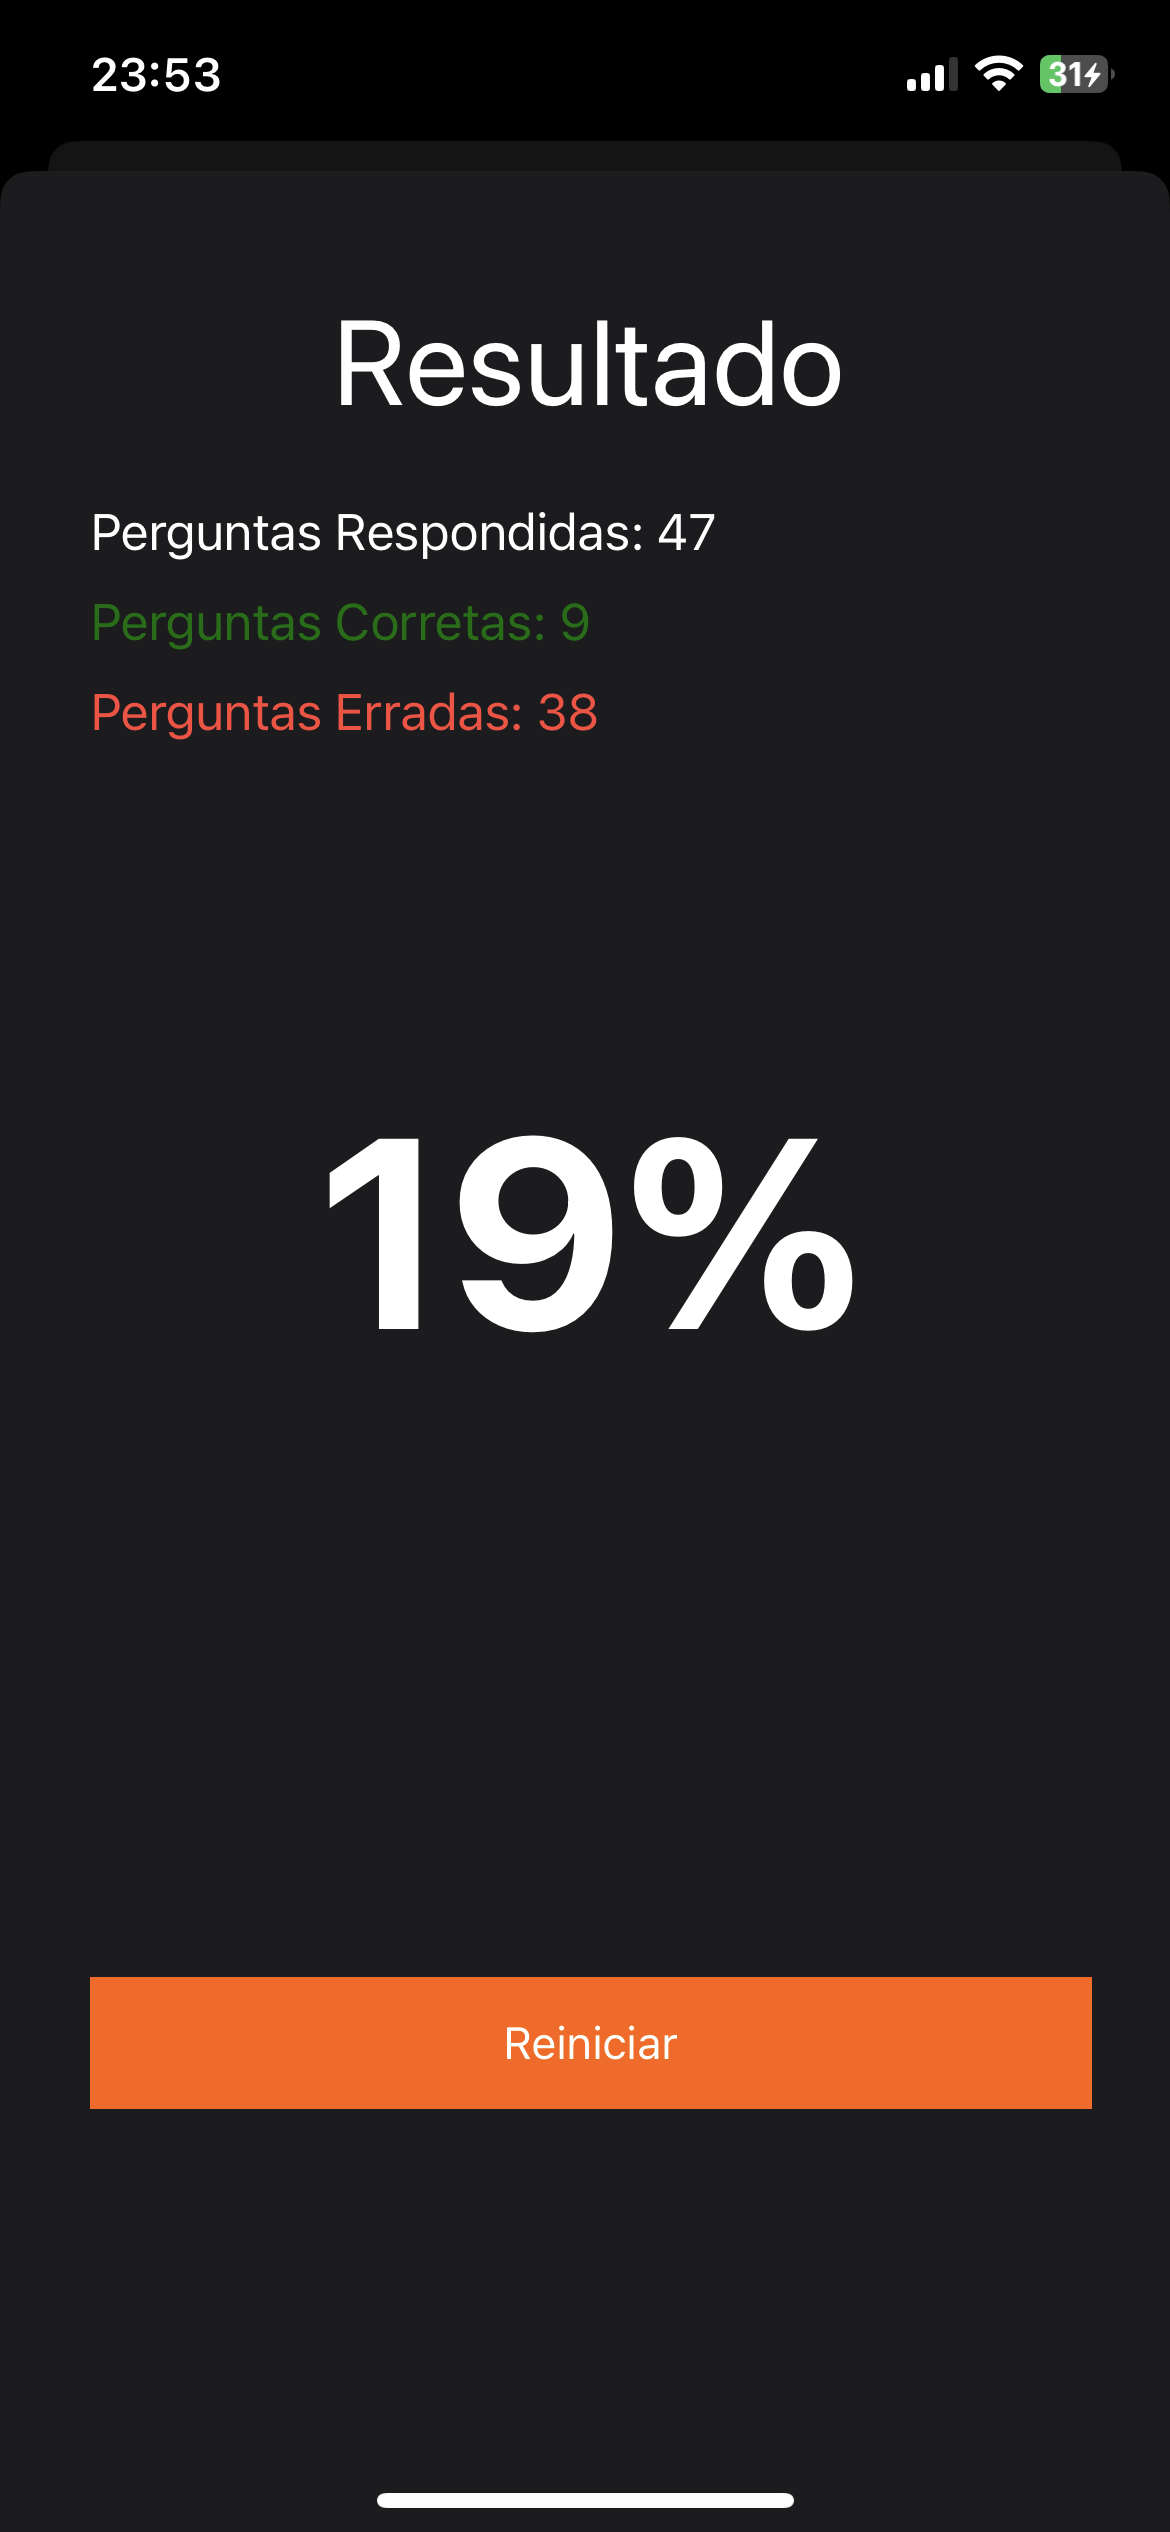 23:53
31
Resultado
Perguntas Respondidas: 47
Perguntas Corretas: 9
Perguntas Erradas: 38
19%
Reiniciar